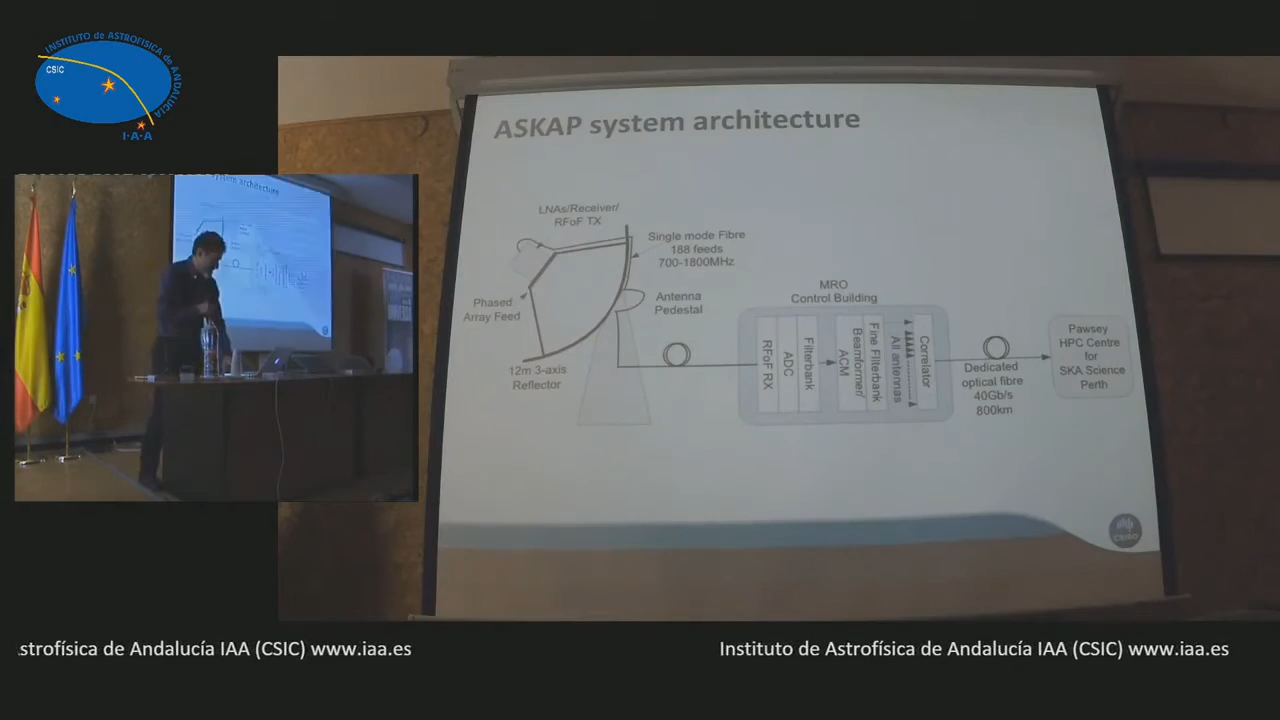 INSTITUTO de ASTROFÍSICA de ANDALUCÍA
CSIC
I·A·A
ASKAP system architecture
LNAs/Receiver/
RFoF TX
Single mode Fibre
188 feeds
700-1800MHz
Phased
Array Feed
Antenna
Pedestal
12m 3-axis
Reflector
MRO
Control Building
RFoF RX
ADC
Filterbank
Beamformer/
ACM
Fine Filterbank
All antennas
Correlator
Dedicated
optical fibre
40Gb/s
800km
Pawsey
HPC Centre
for
SKA Science
Perth
CSIRO
strofísica de Andalucía IAA (CSIC) www.iaa.es
Instituto de Astrofísica de Andalucía IAA (CSIC) www.iaa.es